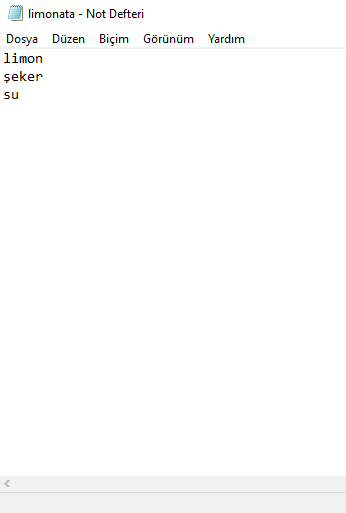 limonata - Not Defteri
Dosya Düzen Biçim Görünüm Yardım
limon
şeker
su